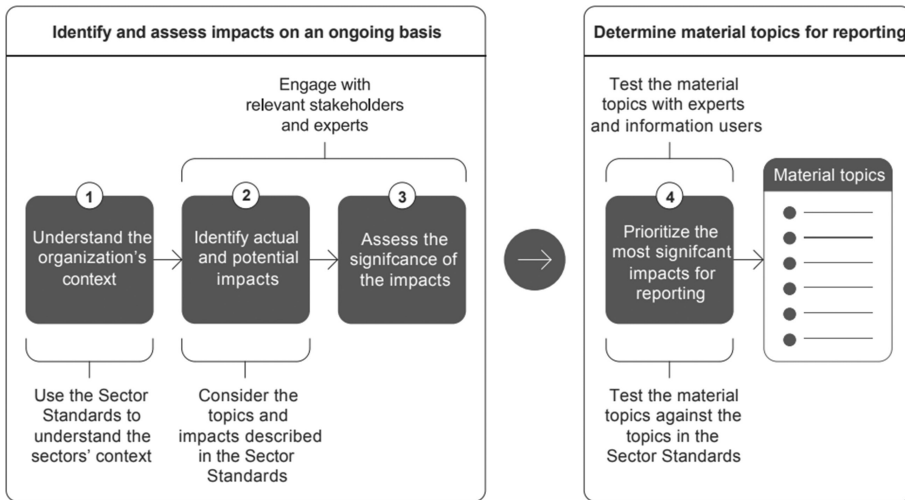 Identify and assess impacts on an ongoing basis
Engage with
relevant stakeholders
and experts
1
Understand the
organization's
context
2
Identify actual
and potential
impacts
3
Assess the
signifcance of
the impacts
Use the Sector
Standards to
understand the
sectors' context
Consider the
topics and
impacts described
in the Sector
Standards
Determine material topics for reporting
Test the material
topics with experts
and information users
4
Prioritize the
most signifcant
impacts for
reporting
Material topics
Test the material
topics against the
topics in the
Sector Standards